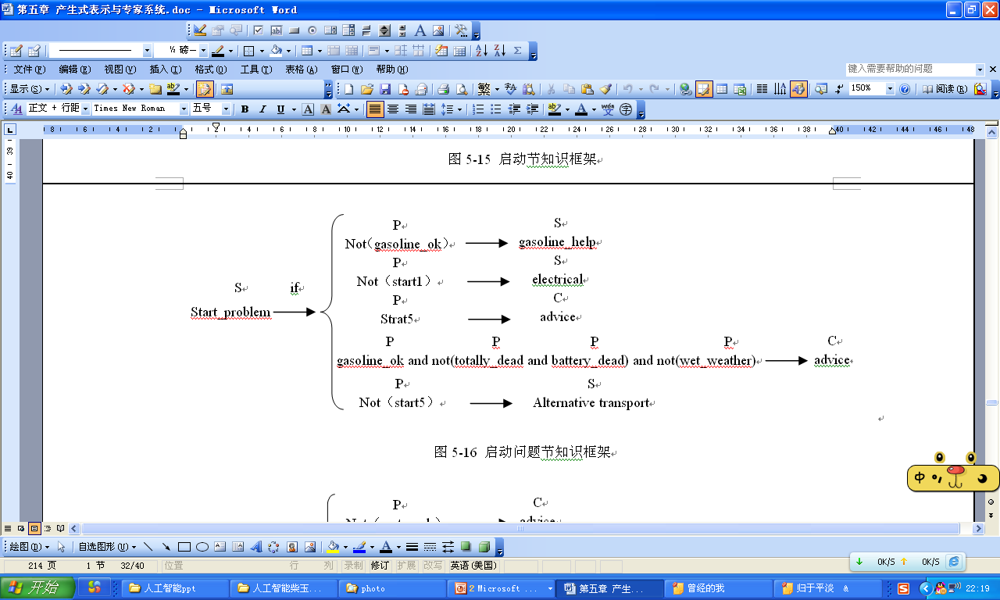 第五章 产生式表示与专家系统.doc - Microsoft Word
½ 磅
文件(F) 编辑(E) 视图(V) 插入(I) 格式(O) 工具(T) 表格(A) 窗口(W) 帮助(H) 键入需要帮助的问题
显示(S) 繁 150% 阅读(R)
正文 + 行距 Times New Roman 五号 B I U A A wén 字
8 6 4 2 2 4 6 8 10 12 14 16 18 20 22 24 26 28 30 32 34 36 38 40 42 44 46 48
39
40
图 5-15 启动节知识框架
P S
Not（gasoline_ok） gasoline_help
P S
Not（start1） electrical
S if
P C
Start_problem
Strat5 advice
P P P P C
gasoline_ok and not(totally_dead and battery_dead) and not(wet_weather) advice
P S
Not（start5） Alternative transport
图 5-16 启动问题节知识框架
中
P C
advice
绘图(D) 自选图形(U)
0K/S 0K/S
214 页 1 节 32/40 位置 行 列 录制 修订 扩展 改写 英语(美国)
开始 人工智能ppt 人工智能柴玉... photo 2 Microsoft ... 第五章 产生... 曾经的我 归于平淡 & 22:19